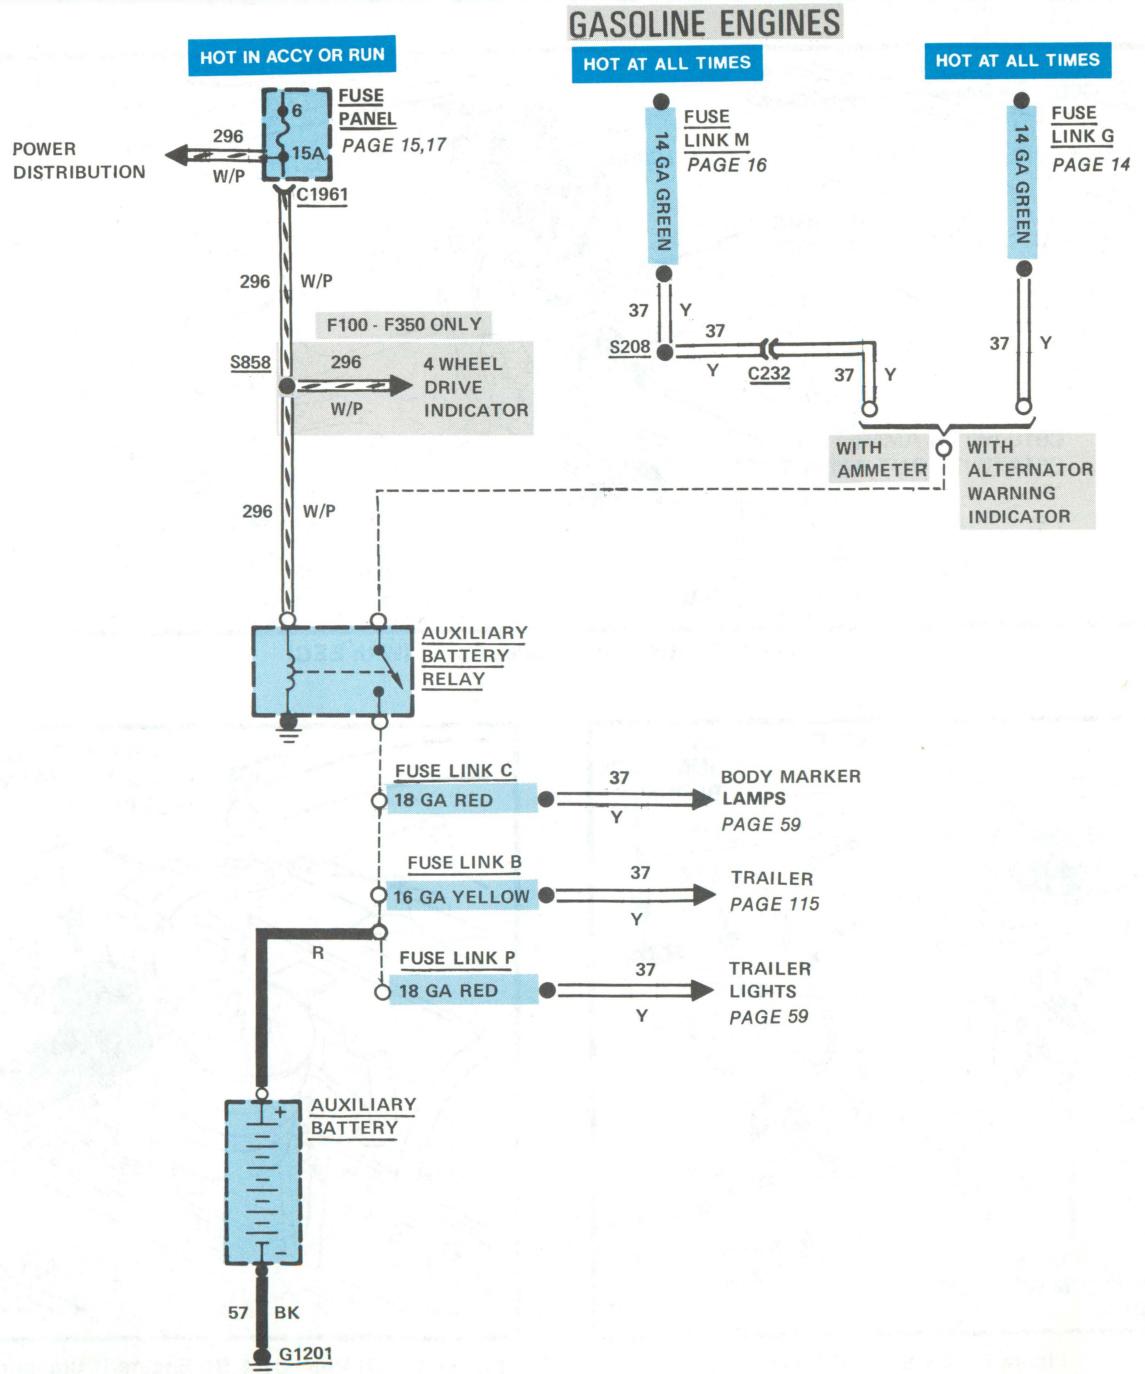 GASOLINE ENGINES
HOT IN ACCY OR RUN
HOT AT ALL TIMES
HOT AT ALL TIMES
6
15A
FUSE
PANEL
PAGE 15,17
296
W/P
POWER
DISTRIBUTION
C1961
14 GA GREEN
FUSE
LINK M
PAGE 16
14 GA GREEN
FUSE
LINK G
PAGE 14
296
W/P
F100 - F350 ONLY
S858
296
W/P
4 WHEEL
DRIVE
INDICATOR
37
Y
S208
37
Y
C232
37
Y
37
Y
WITH
AMMETER
WITH
ALTERNATOR
WARNING
INDICATOR
296
W/P
AUXILIARY
BATTERY
RELAY
FUSE LINK C
18 GA RED
37
Y
BODY MARKER
LAMPS
PAGE 59
FUSE LINK B
16 GA YELLOW
37
Y
TRAILER
PAGE 115
R
FUSE LINK P
18 GA RED
37
Y
TRAILER
LIGHTS
PAGE 59
+
−
AUXILIARY
BATTERY
57
BK
G1201